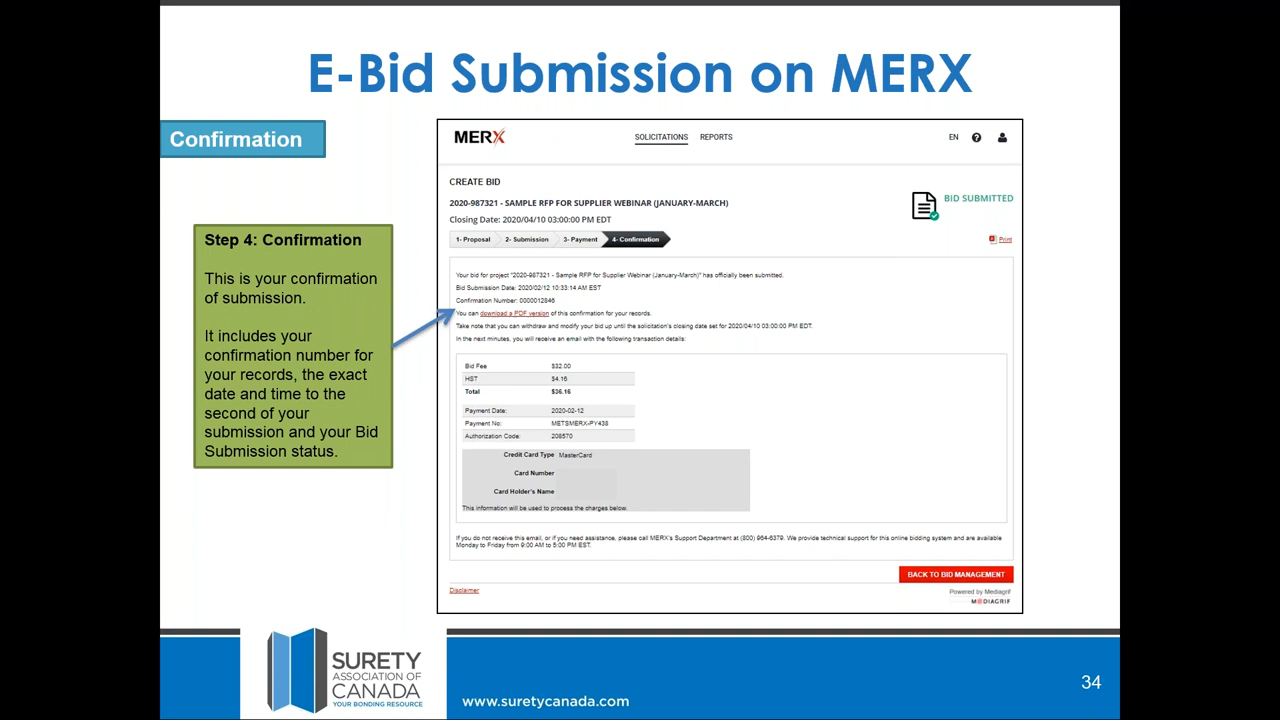 E-Bid Submission on MERX
Confirmation
Step 4: Confirmation
This is your confirmation
of submission.
It includes your
confirmation number for
your records, the exact
date and time to the
second of your
submission and your Bid
Submission status.
MERX
SOLICITATIONS REPORTS
EN
CREATE BID
2020-987321 - SAMPLE RFP FOR SUPPLIER WEBINAR (JANUARY-MARCH)
Closing Date: 2020/04/10 03:00:00 PM EDT
BID SUBMITTED
1- Proposal 2- Submission 3- Payment 4- Confirmation
Print
Your bid for project "2020-987321 - Sample RFP for Supplier Webinar (January-March)" has officially been submitted.
Bid Submission Date: 2020/02/12 10:33:14 AM EST
Confirmation Number: 0000012846
You can download a PDF version of this confirmation for your records.
Take note that you can withdraw and modify your bid up until the solicitation's closing date set for 2020/04/10 03:00:00 PM EDT.
In the next minutes, you will receive an email with the following transaction details:
Bid Fee $32.00
HST $4.16
Total $36.16
Payment Date: 2020-02-12
Payment No: METSMERX-PY438
Authorization Code: 208570
Credit Card Type MasterCard
Card Number
Card Holder's Name
This information will be used to process the charges below.
If you do not receive this email, or if you need assistance, please call MERX's Support Department at (800) 964-6379. We provide technical support for this online bidding system and are available
Monday to Friday from 9:00 AM to 5:00 PM EST.
BACK TO BID MANAGEMENT
Disclaimer
Powered by Mediagrif
MEDIAGRIF
SURETY
ASSOCIATION OF
CANADA
YOUR BONDING RESOURCE
www.suretycanada.com
34